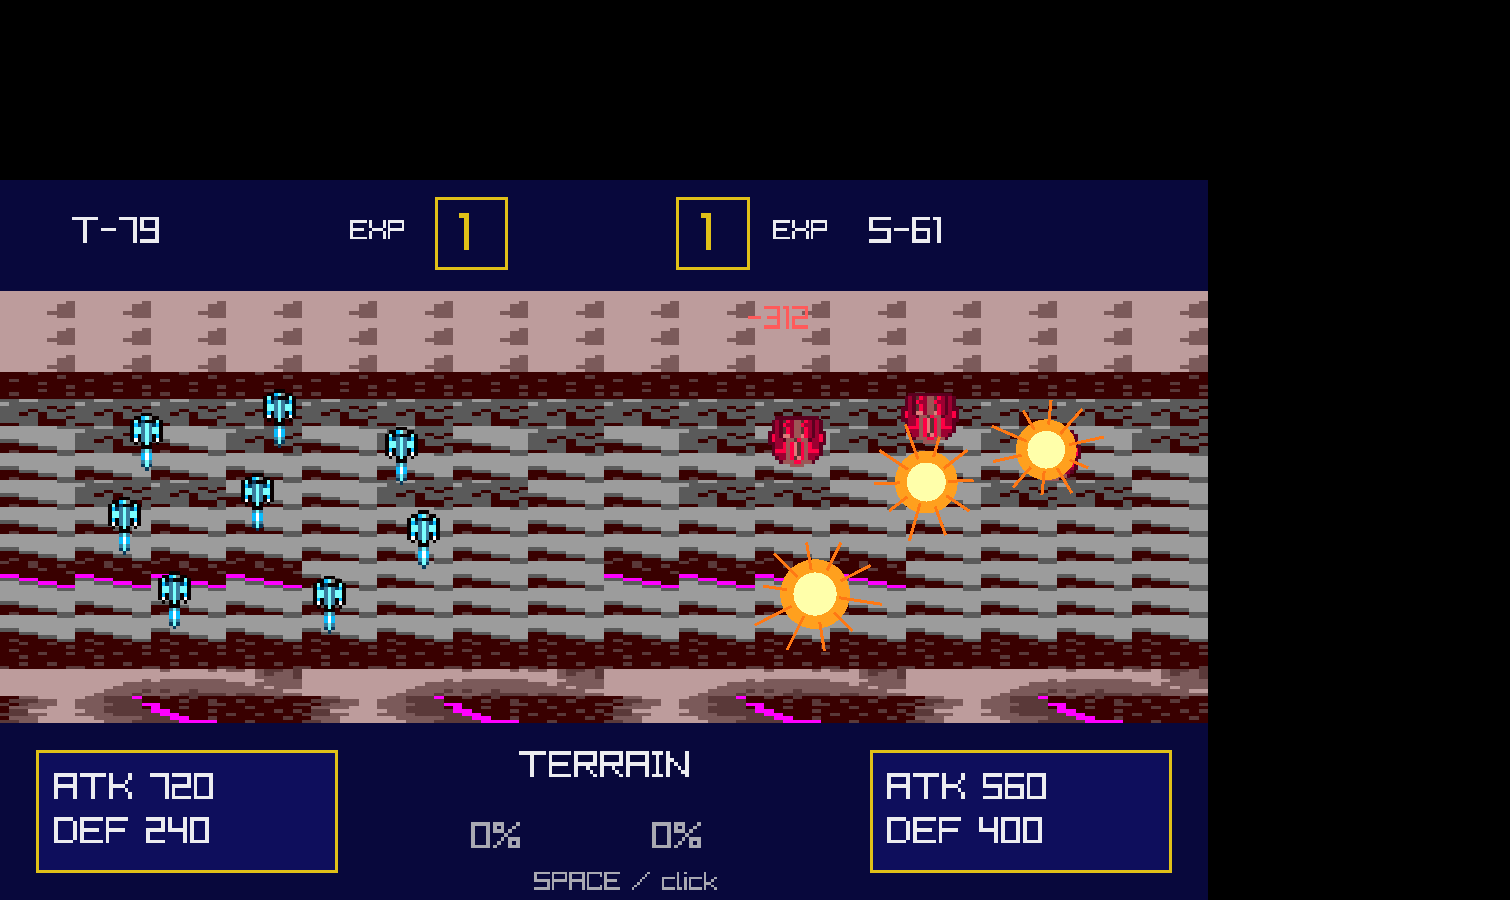 T-79 EXP 1 1 EXP S-61
-312
TERRAIN
ATK 720
DEF 240
0% 0%
ATK 560
DEF 400
SPACE / click